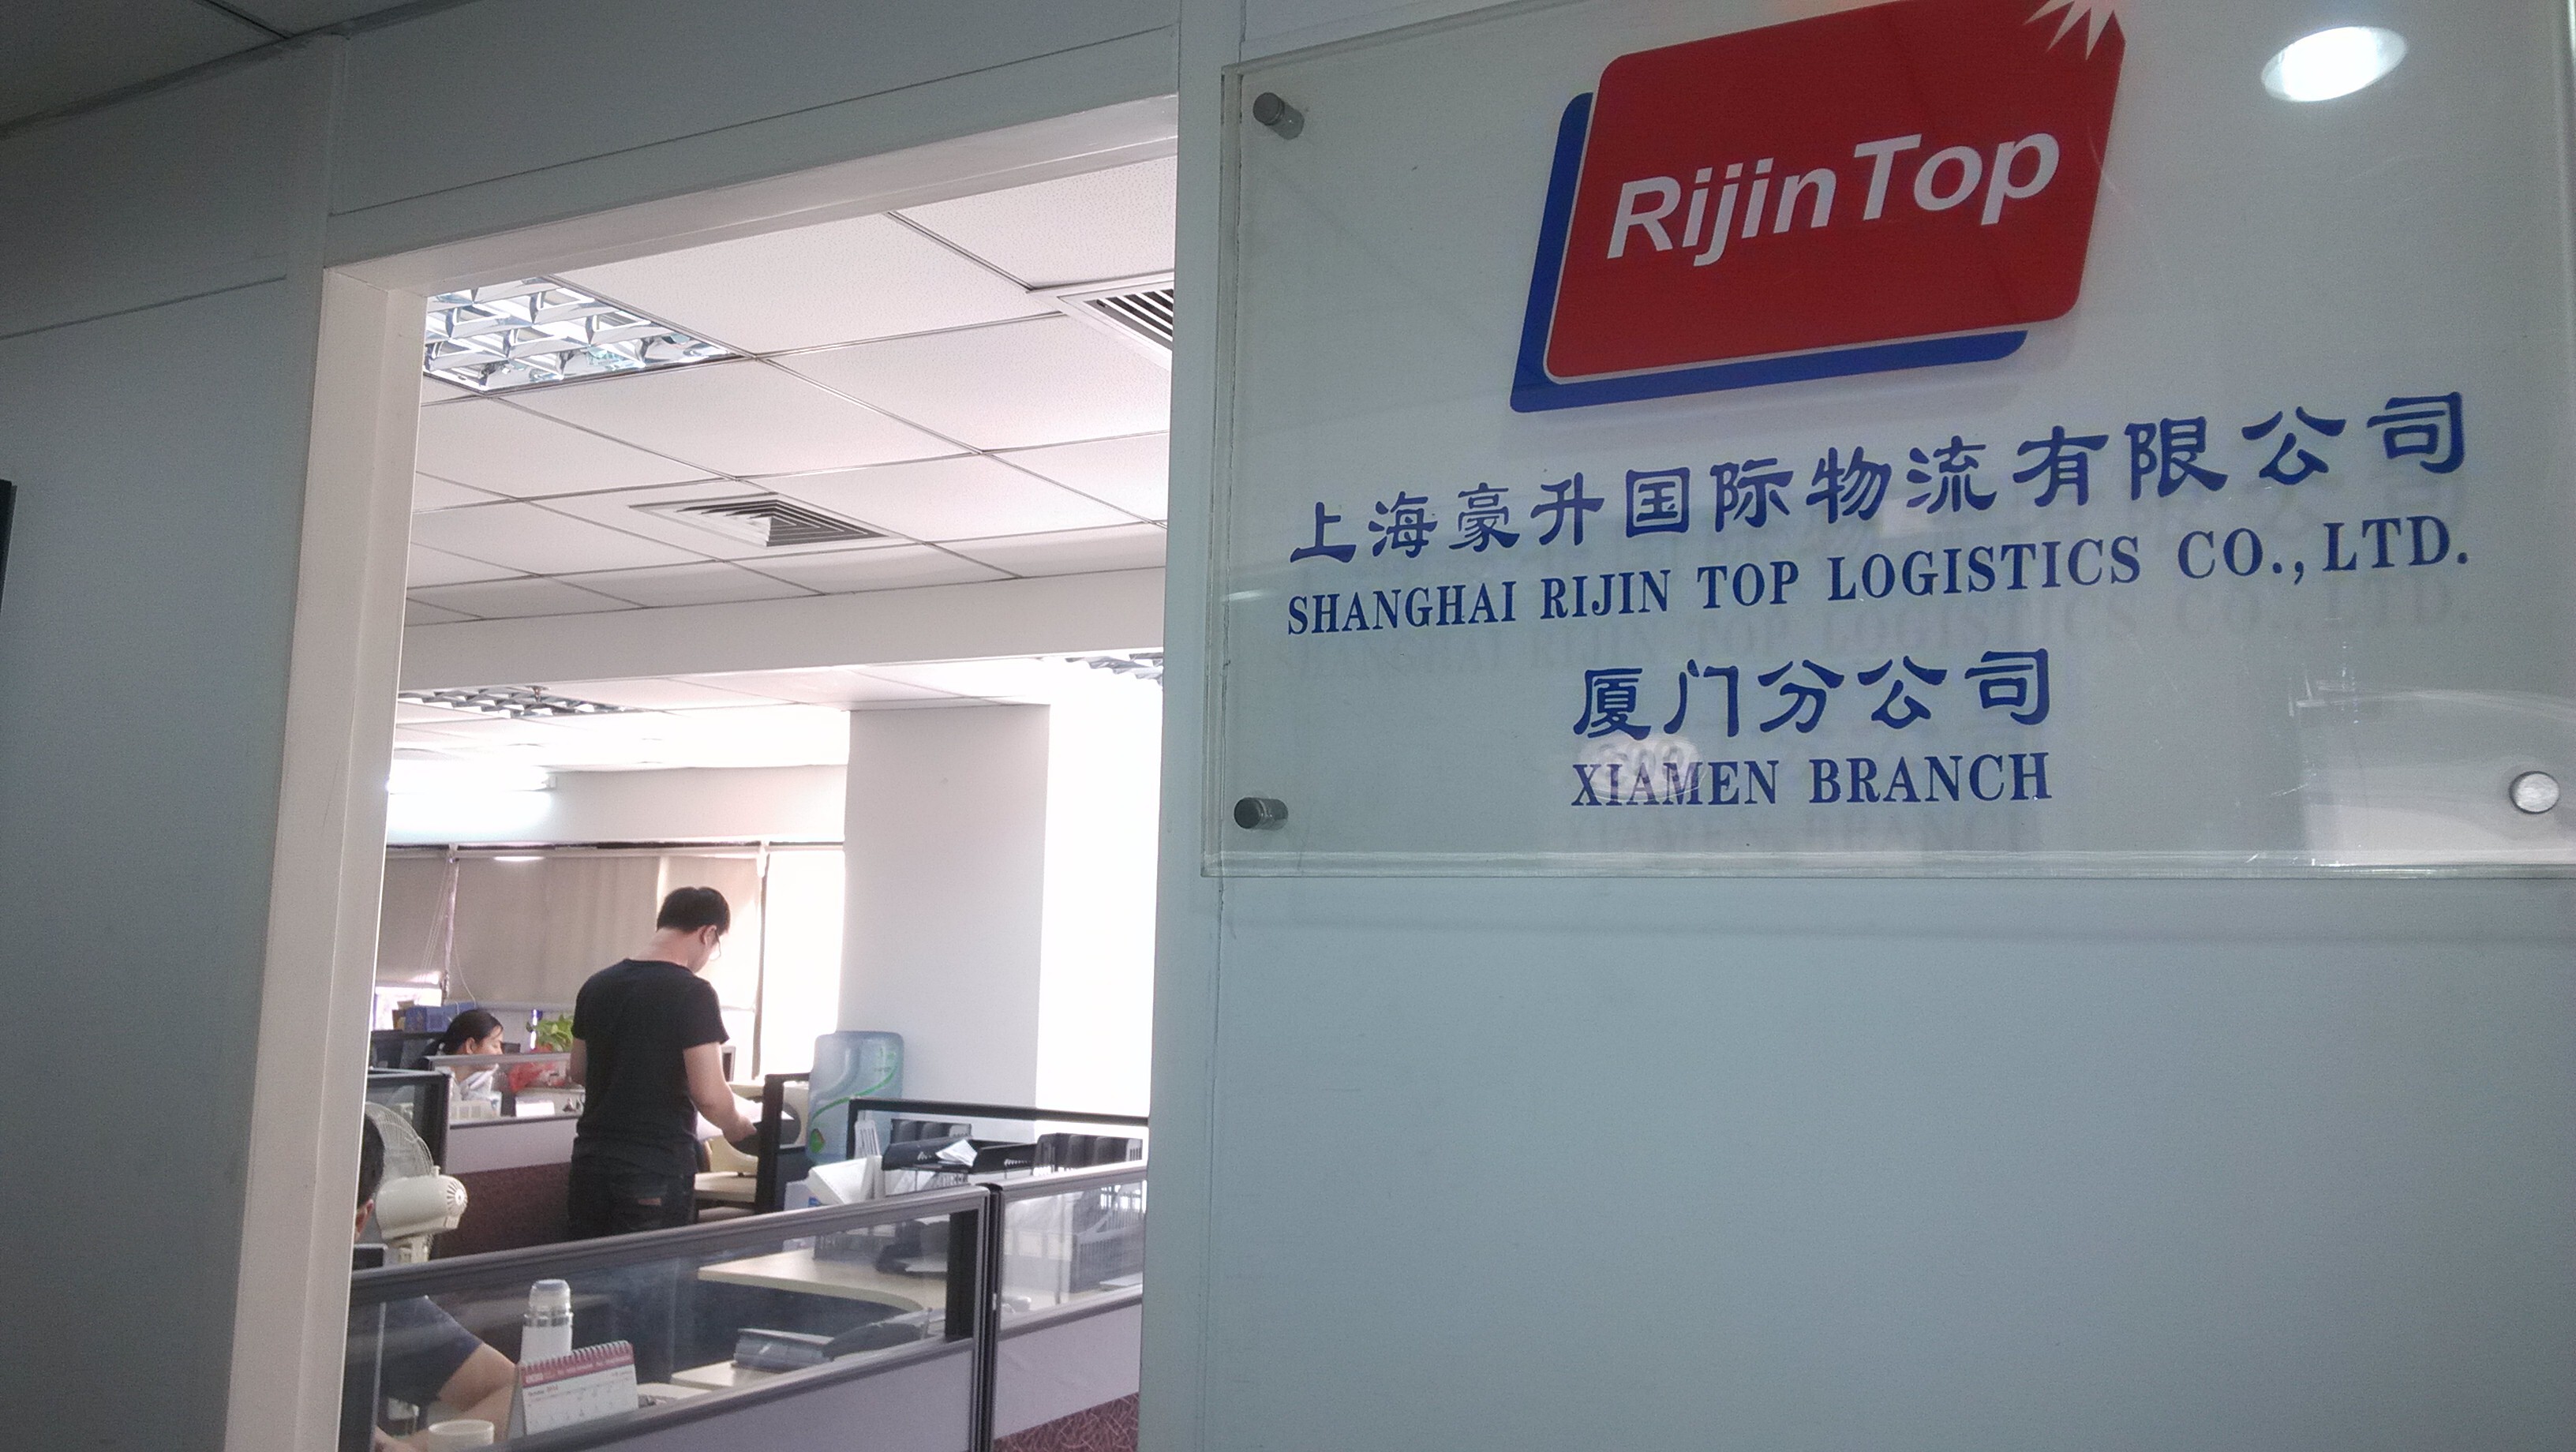 RijinTop
上海豪升国际物流有限公司
SHANGHAI RIJIN TOP LOGISTICS CO., LTD.
厦门分公司
XIAMEN BRANCH